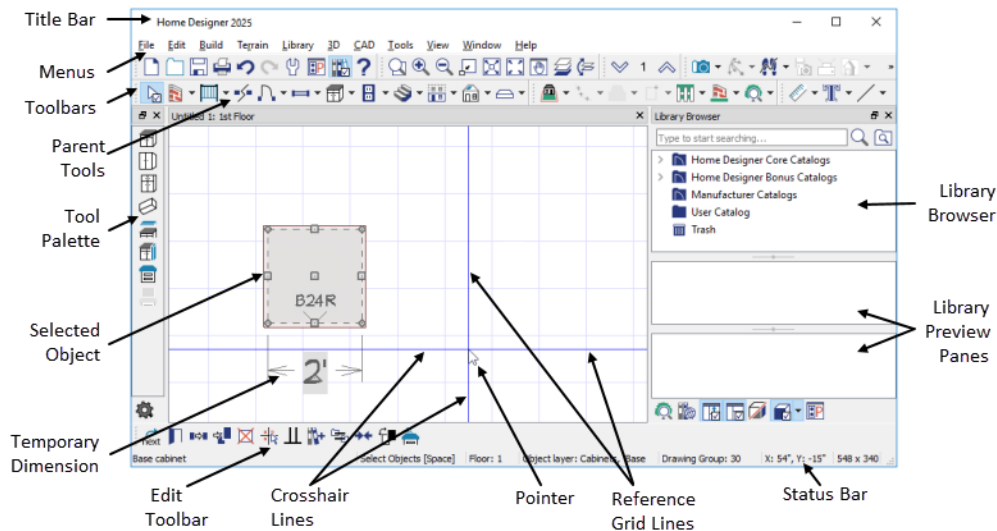 Title Bar
Home Designer 2025
File Edit Build Terrain Library 3D CAD Tools View Window Help
Menus
1
Toolbars
Untitled 1: 1st Floor
Library Browser
Parent
Tools
Type to start searching...
Home Designer Core Catalogs
Home Designer Bonus Catalogs
Manufacturer Catalogs
User Catalog
Trash
Library
Browser
Tool
Palette
B24R
Selected
Object
Library
Preview
Panes
2'
Temporary
Dimension
next
Base cabinet
Select Objects [Space]
Floor: 1
Object layer: Cabinets, Base
Drawing Group: 30
X: 54", Y: -15"
548 x 340
Edit
Toolbar
Crosshair
Lines
Pointer
Reference
Grid Lines
Status Bar